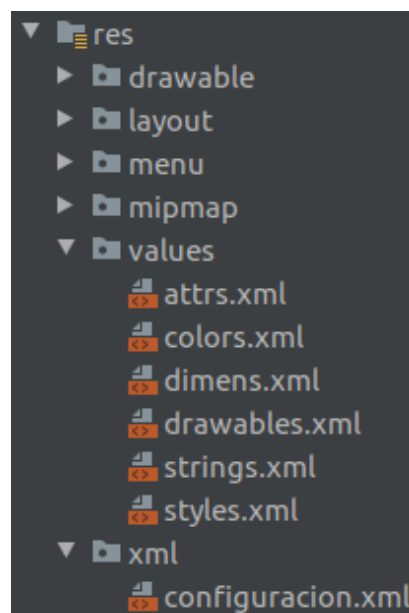 res
drawable
layout
menu
mipmap
values
attrs.xml
colors.xml
dimens.xml
drawables.xml
strings.xml
styles.xml
xml
configuracion.xml